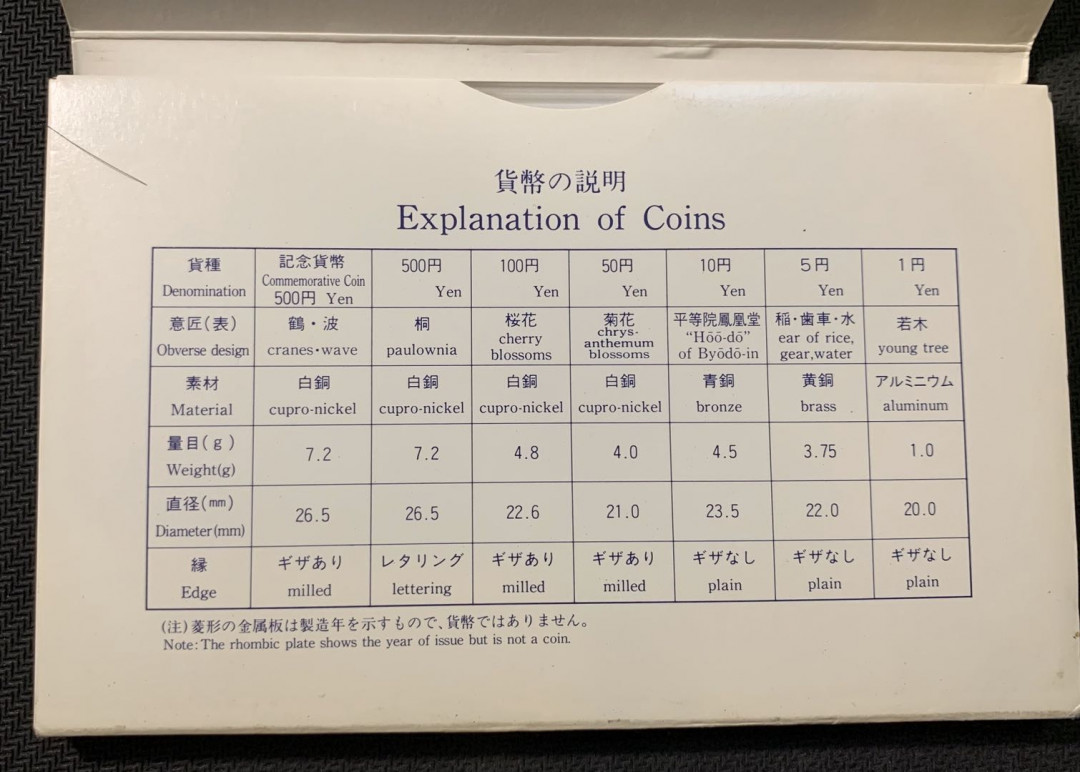 貨幣の説明
Explanation of Coins
貨種 記念貨幣 500円 100円 50円 10円 5円 1円
Denomination Commemorative Coin Yen Yen Yen Yen Yen Yen
500円 Yen
意匠(表) 鶴・波 桐 桜花 菊花 平等院鳳凰堂 稲・歯車・水 若木
Obverse design cranes・wave paulownia cherry blossoms chrys-anthemum blossoms “Hōō-dō” of Byōdō-in ear of rice, gear,water young tree
素材 白銅 白銅 白銅 白銅 青銅 黄銅 アルミニウム
Material cupro-nickel cupro-nickel cupro-nickel cupro-nickel bronze brass aluminum
量目(g) 7.2 7.2 4.8 4.0 4.5 3.75 1.0
Weight(g)
直径(mm) 26.5 26.5 22.6 21.0 23.5 22.0 20.0
Diameter(mm)
縁 ギザあり レタリング ギザあり ギザあり ギザなし ギザなし ギザなし
Edge milled lettering milled milled plain plain plain
(注)菱形の金属板は製造年を示すもので、貨幣ではありません。
Note: The rhombic plate shows the year of issue but is not a coin.